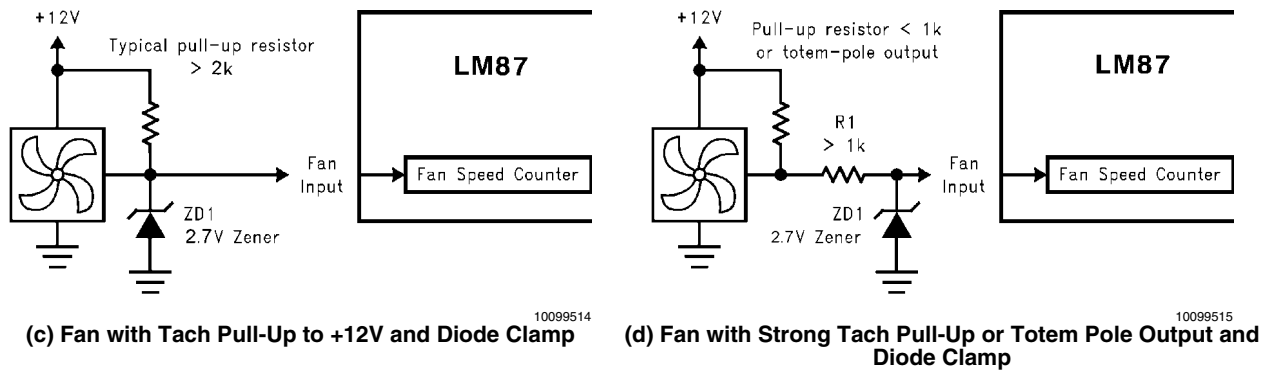 +12V
Typical pull-up resistor
> 2k
LM87
Fan
Input
Fan Speed Counter
ZD1
2.7V Zener
10099514
(c) Fan with Tach Pull-Up to +12V and Diode Clamp
+12V
Pull-up resistor < 1k
or totem-pole output
LM87
R1
> 1k
Fan
Input
Fan Speed Counter
ZD1
2.7V Zener
10099515
(d) Fan with Strong Tach Pull-Up or Totem Pole Output and
Diode Clamp